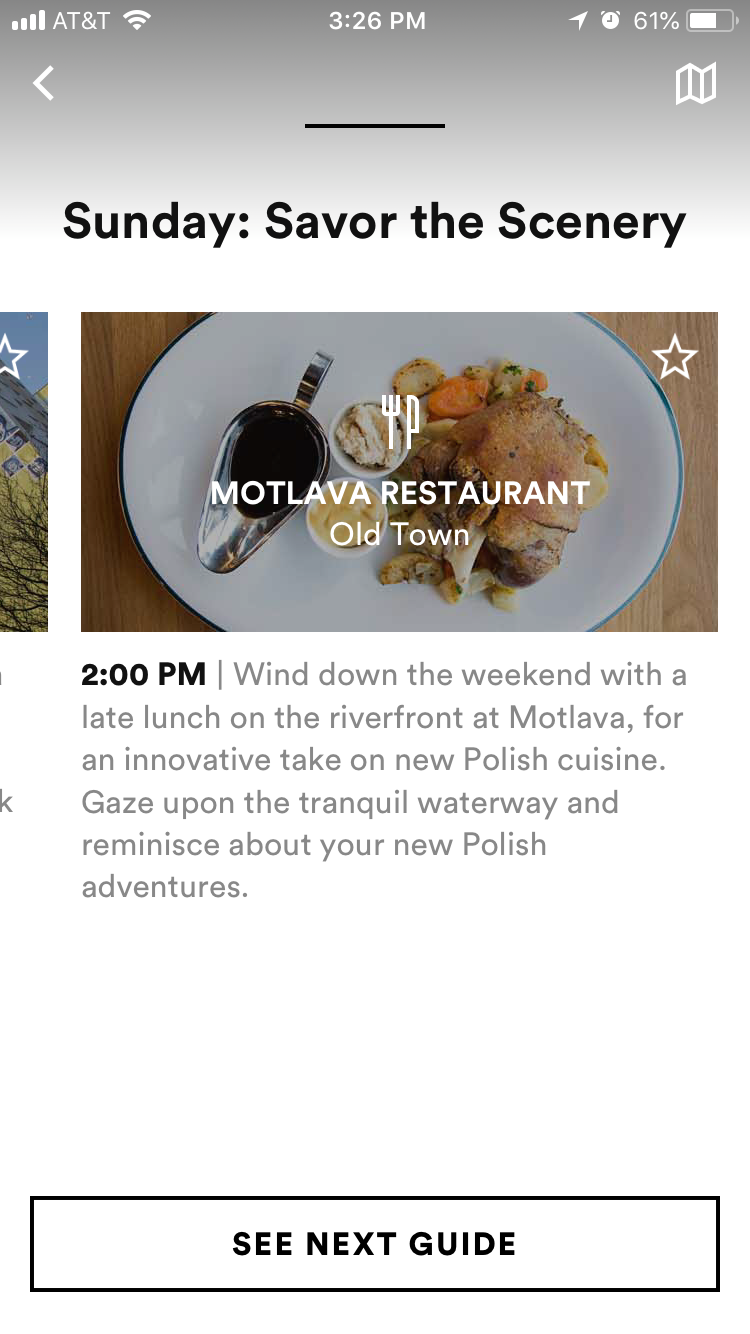 AT&T 3:26 PM 61%
Sunday: Savor the Scenery
MOTLAVA RESTAURANT
Old Town
2:00 PM | Wind down the weekend with a
late lunch on the riverfront at Motlava, for
an innovative take on new Polish cuisine.
Gaze upon the tranquil waterway and
reminisce about your new Polish
adventures.
k
SEE NEXT GUIDE